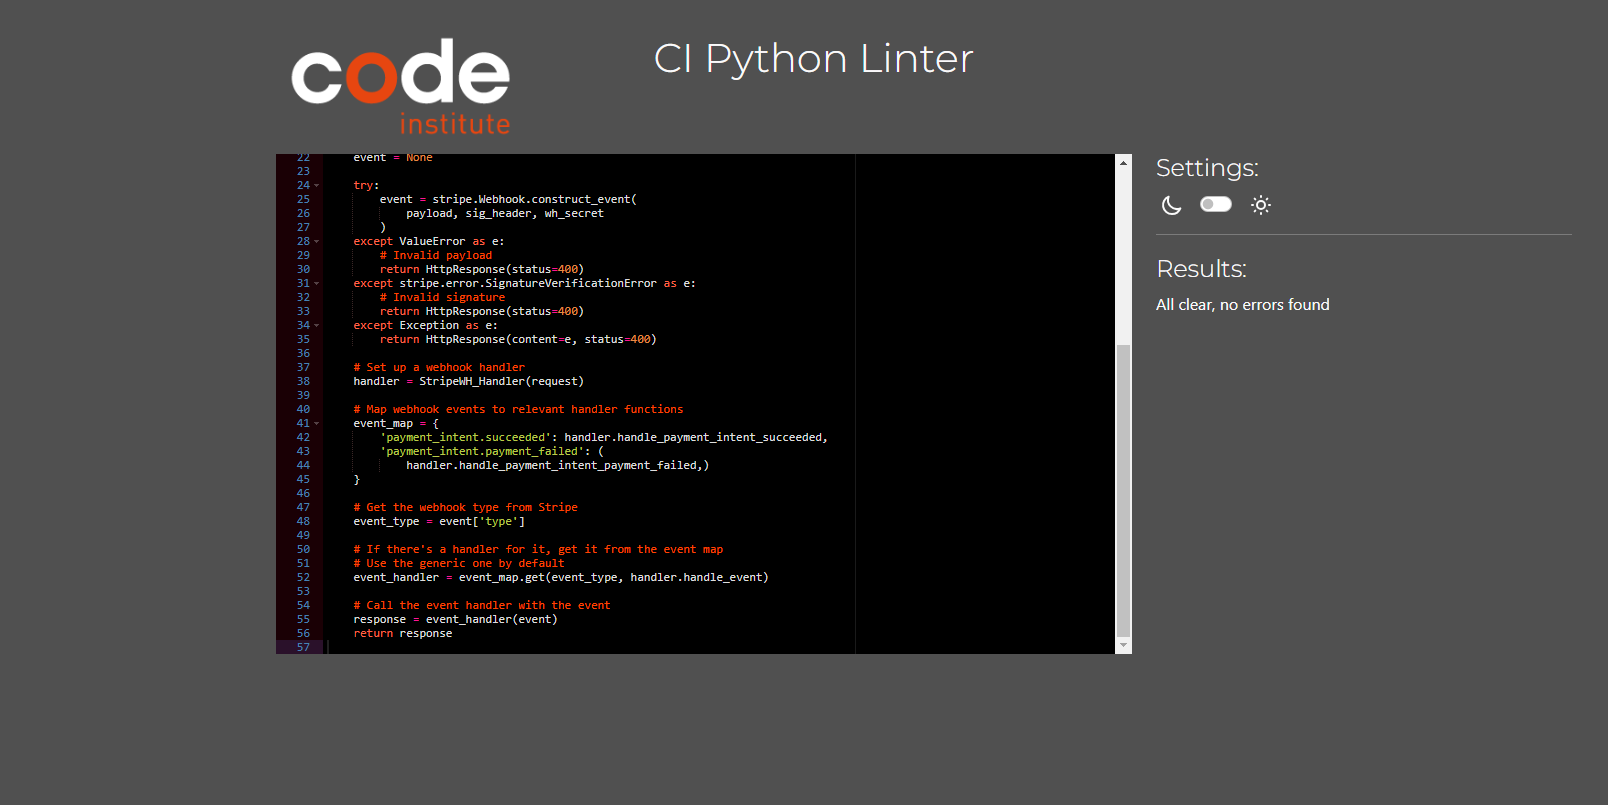 code
institute
CI Python Linter
22 event = None
23
24 try:
25 event = stripe.Webhook.construct_event(
26 payload, sig_header, wh_secret
27 )
28 except ValueError as e:
29 # Invalid payload
30 return HttpResponse(status=400)
31 except stripe.error.SignatureVerificationError as e:
32 # Invalid signature
33 return HttpResponse(status=400)
34 except Exception as e:
35 return HttpResponse(content=e, status=400)
36
37 # Set up a webhook handler
38 handler = StripeWH_Handler(request)
39
40 # Map webhook events to relevant handler functions
41 event_map = {
42 'payment_intent.succeeded': handler.handle_payment_intent_succeeded,
43 'payment_intent.payment_failed': (
44 handler.handle_payment_intent_payment_failed,)
45 }
46
47 # Get the webhook type from Stripe
48 event_type = event['type']
49
50 # If there's a handler for it, get it from the event map
51 # Use the generic one by default
52 event_handler = event_map.get(event_type, handler.handle_event)
53
54 # Call the event handler with the event
55 response = event_handler(event)
56 return response
57
Settings:
Results:
All clear, no errors found